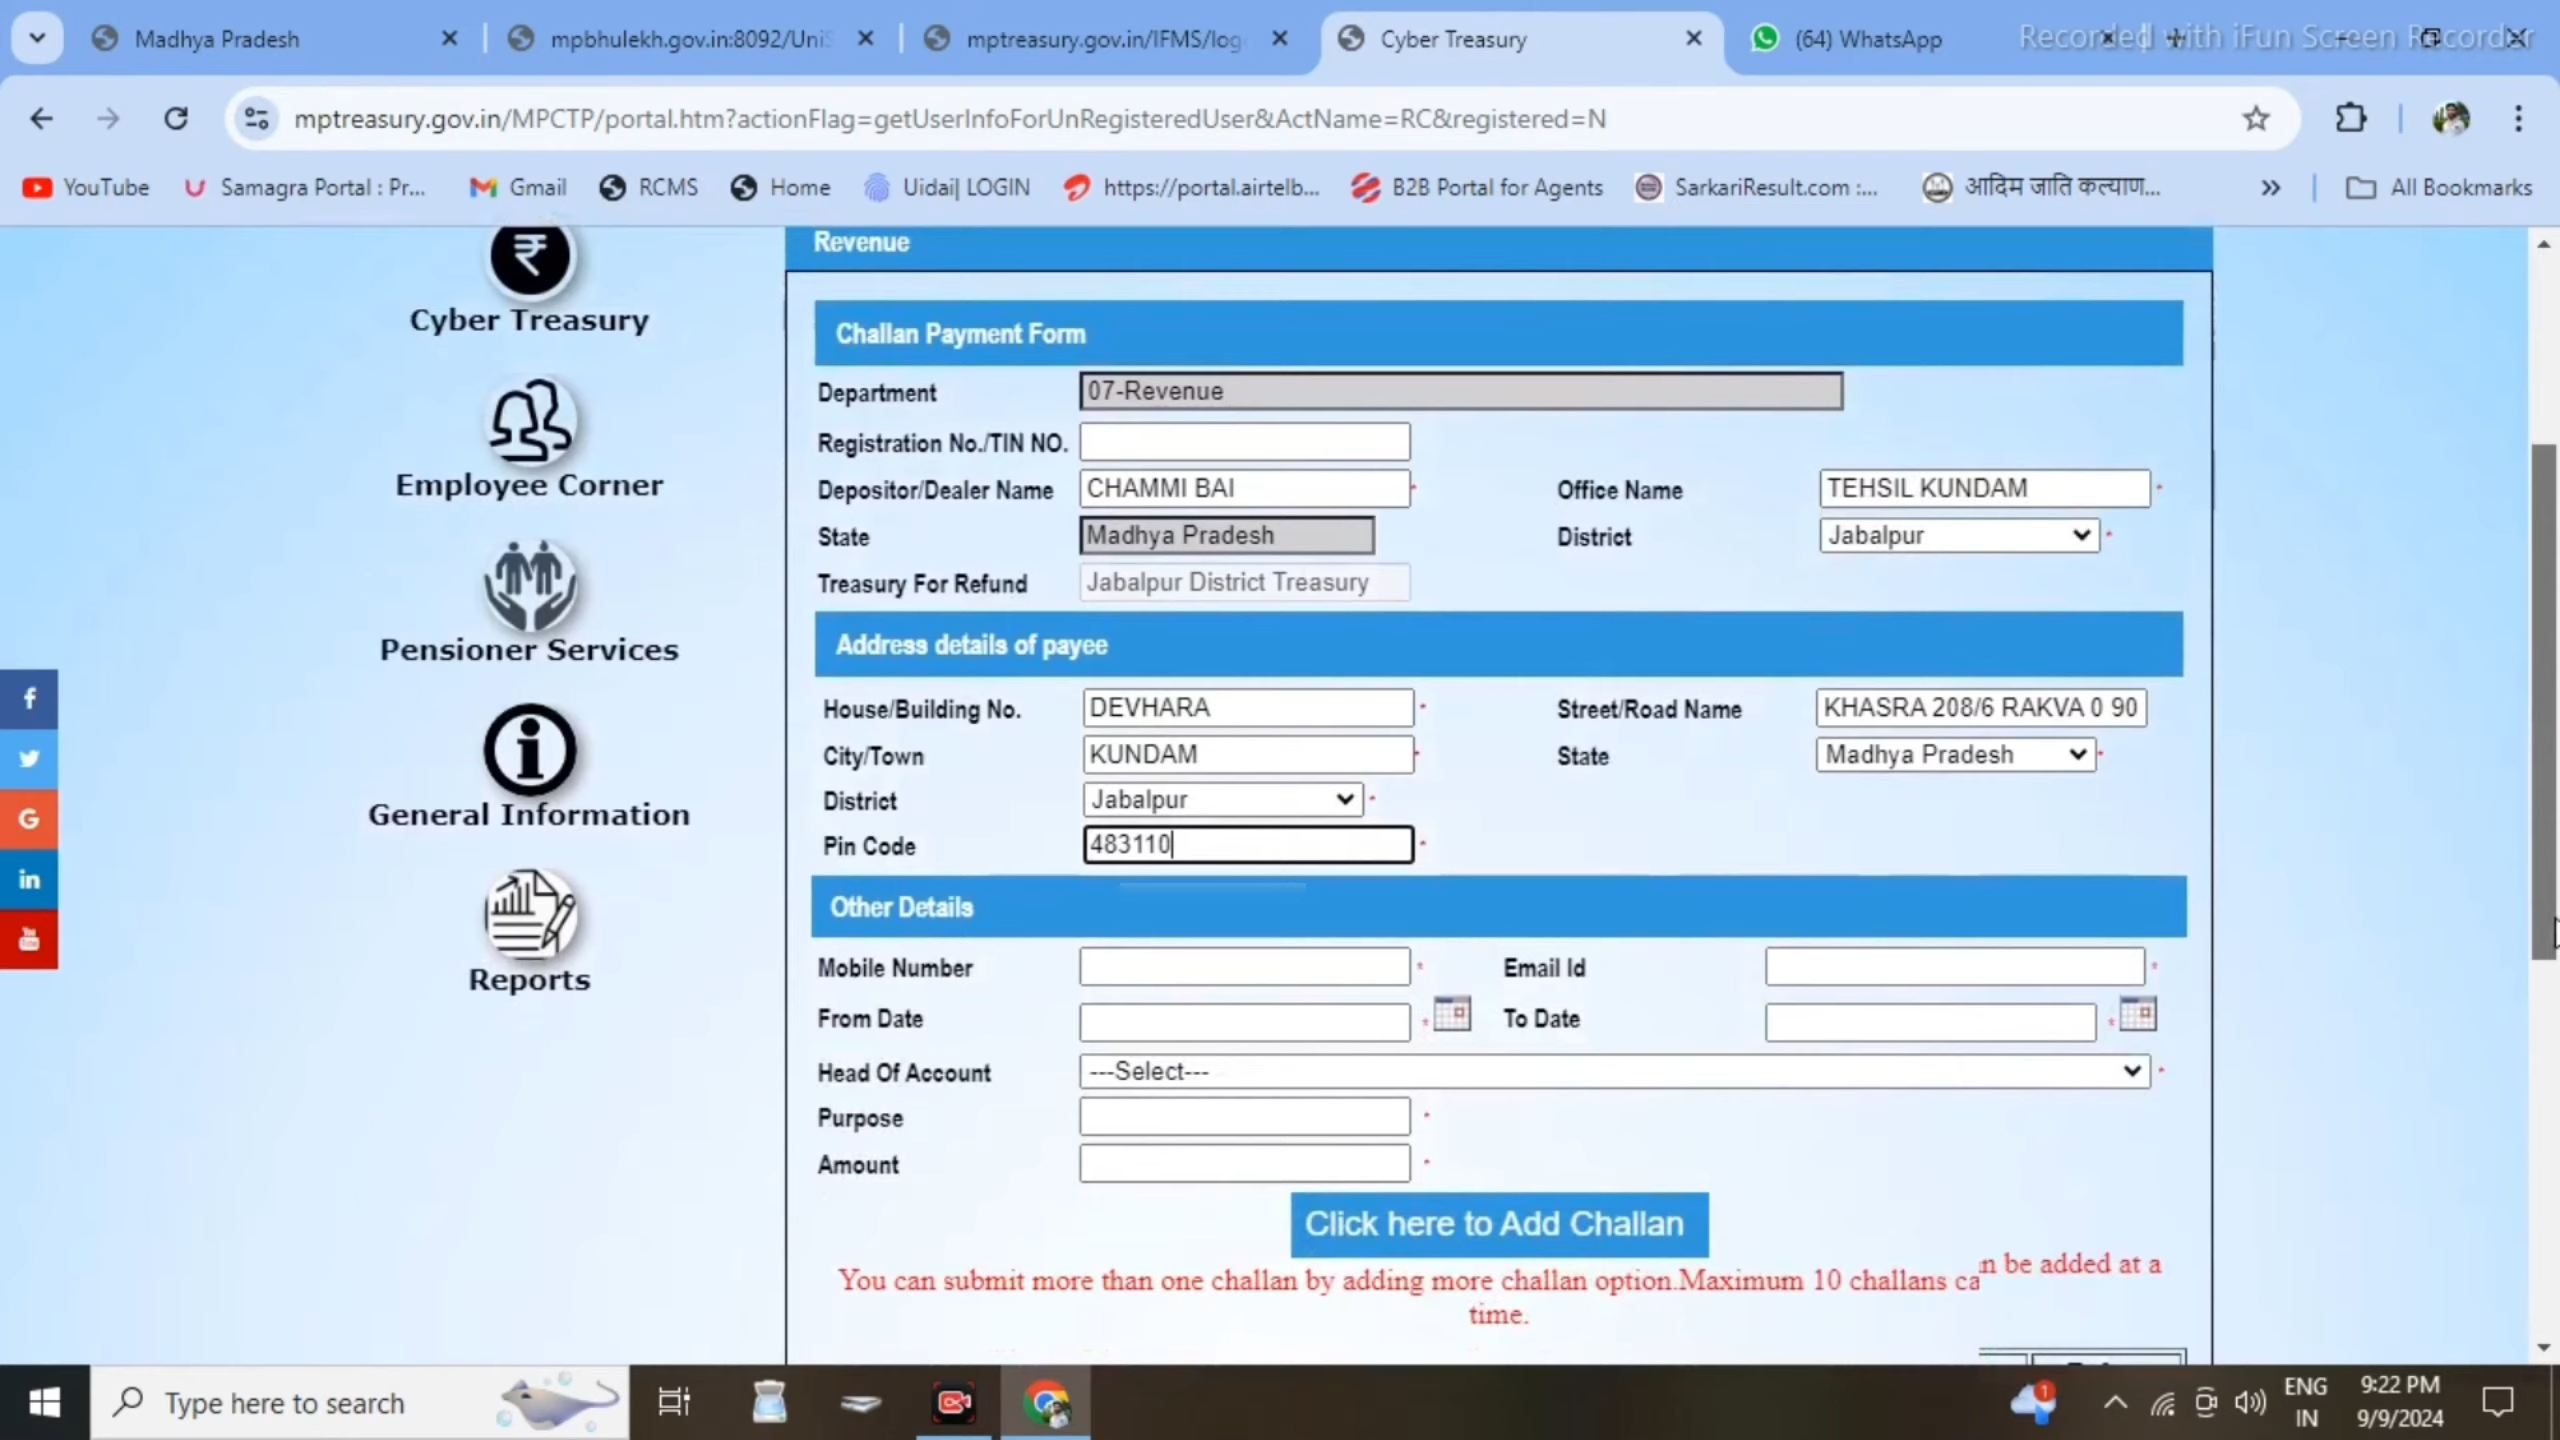 Madhya Pradesh
mpbhulekh.gov.in:8092/UniS
mptreasury.gov.in/IFMS/log
Cyber Treasury
(64) WhatsApp
Recorded with iFun Screen Recorder
mptreasury.gov.in/MPCTP/portal.htm?actionFlag=getUserInfoForUnRegisteredUser&ActName=RC&registered=N
YouTube
Samagra Portal : Pr...
Gmail
RCMS
Home
Uidai| LOGIN
https://portal.airtelb...
B2B Portal for Agents
SarkariResult.com :...
आदिम जाति कल्याण...
All Bookmarks
Cyber Treasury
Employee Corner
Pensioner Services
General Information
Reports
Revenue
Challan Payment Form
Department 07-Revenue
Registration No./TIN NO.
Depositor/Dealer Name CHAMMI BAI * Office Name TEHSIL KUNDAM *
State Madhya Pradesh District Jabalpur *
Treasury For Refund Jabalpur District Treasury
Address details of payee
House/Building No. DEVHARA * Street/Road Name KHASRA 208/6 RAKVA 0 90
City/Town KUNDAM * State Madhya Pradesh *
District Jabalpur *
Pin Code 483110 *
Other Details
Mobile Number * Email Id *
From Date * To Date *
Head Of Account ---Select--- *
Purpose *
Amount *
Click here to Add Challan
You can submit more than one challan by adding more challan option.Maximum 10 challans can be added at a
time.
Type here to search
1
ENG
IN
9:22 PM
9/9/2024